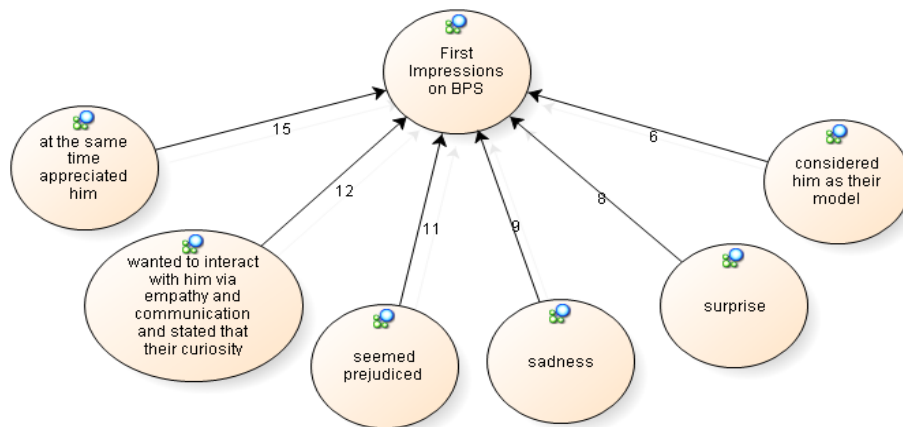 First
Impressions
on BPS
at the same
time
appreciated
him
15
wanted to interact
with him via
empathy and
communication
and stated that
their curiosity
12
seemed
prejudiced
11
sadness
9
surprise
8
considered
him as their
model
6